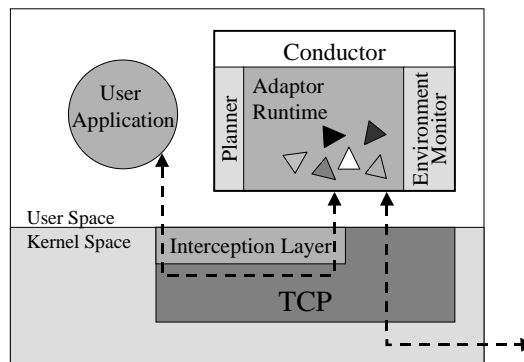 Conductor
User
Application
Planner
Adaptor
Runtime
Environment
Monitor
User Space
Kernel Space
Interception Layer
TCP